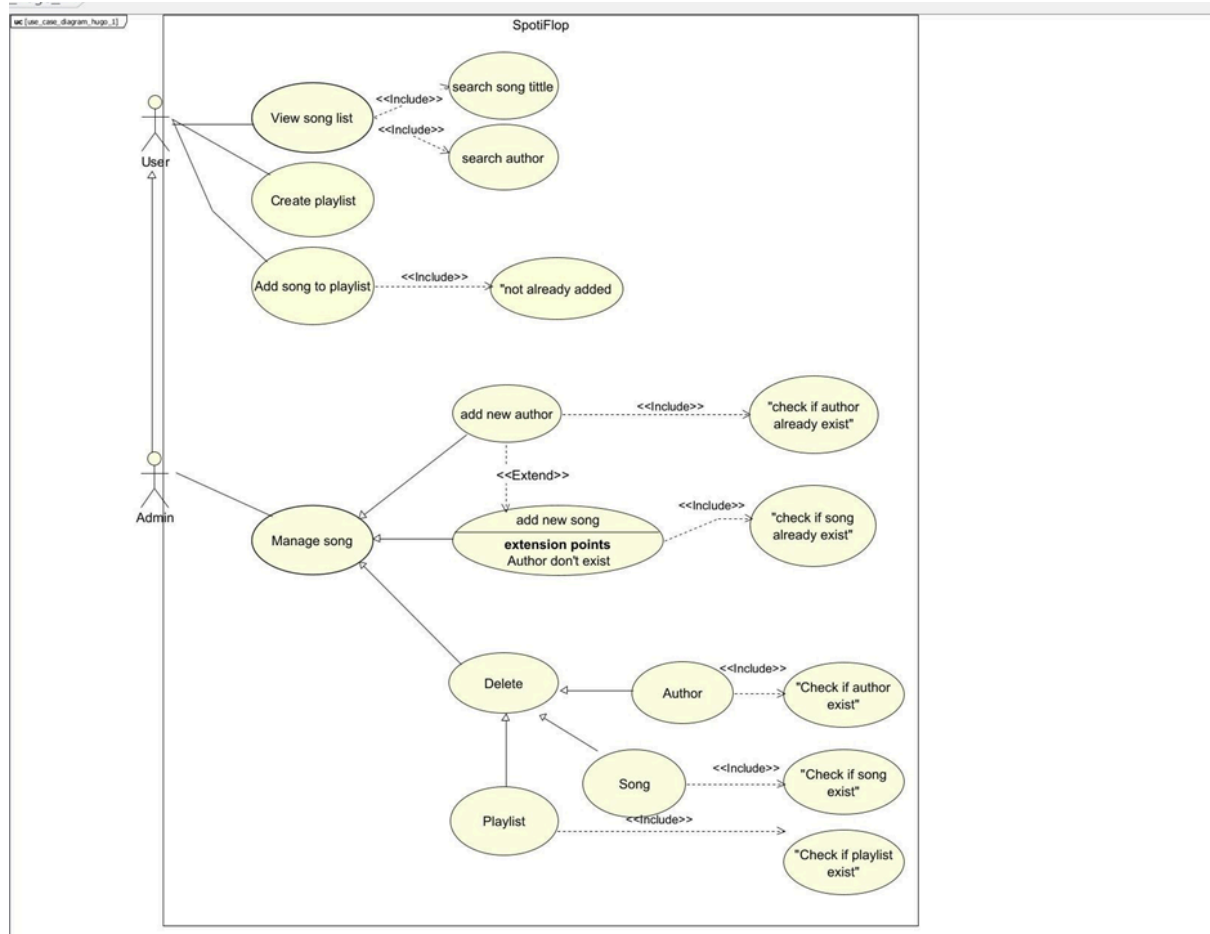 uc [use_case_diagram_hugo_1]
SpotiFlop
search song tittle
<<Include>>
View song list
<<Include>>
search author
User
Create playlist
Add song to playlist
<<Include>>
"not already added
add new author
<<Include>>
"check if author
already exist"
<<Extend>>
Admin
Manage song
add new song
extension points
Author don't exist
<<Include>>
"check if song
already exist"
Delete
Author
<<Include>>
"Check if author
exist"
Song
<<Include>>
"Check if song
exist"
Playlist
<<Include>>
"Check if playlist
exist"